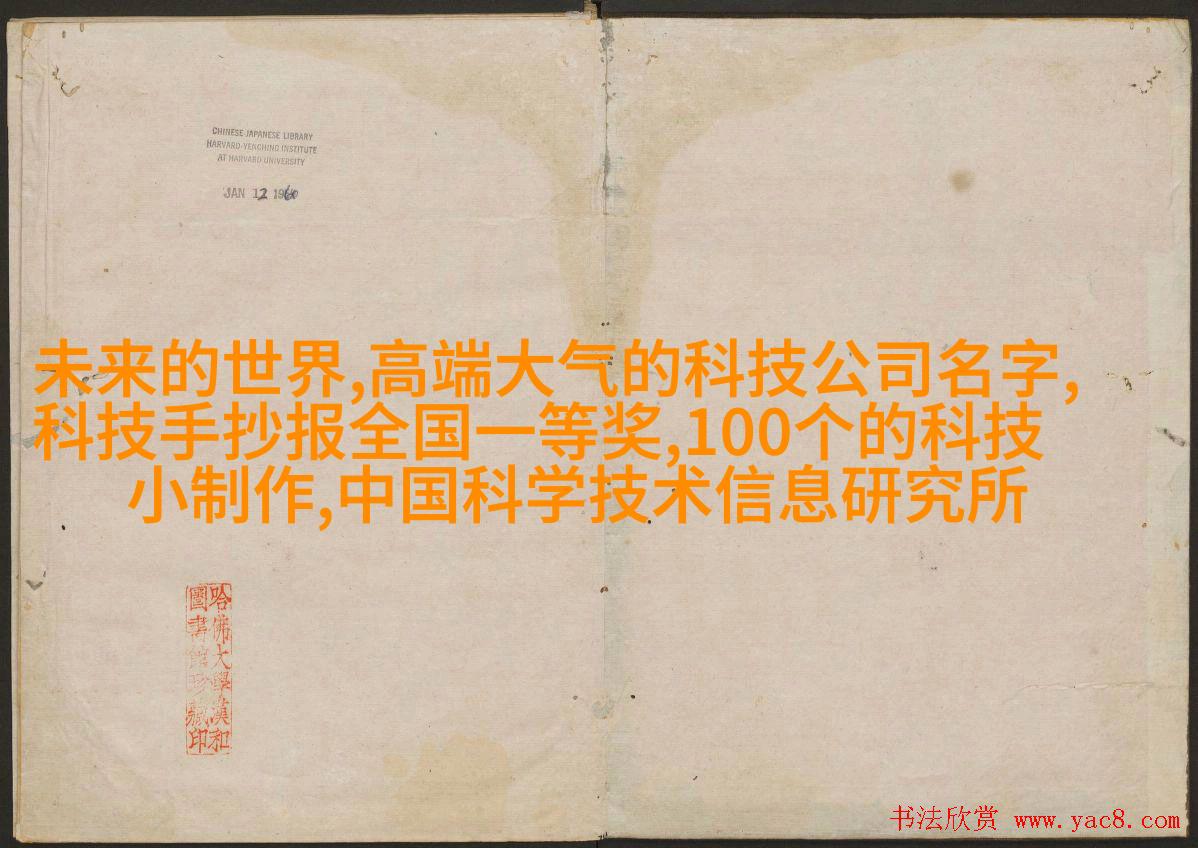 CHINESE-JAPANESE LIBRARY
HARVARD-YENCHING INSTITUTE
AT HARVARD UNIVERSITY
JAN 12 1960
未来的世界,高端大气的科技公司名字,
科技手抄报全国一等奖,100个的科技
小制作,中国科学技术信息研究所
哈佛大學漢和
圖書館珍藏印
书法欣赏 www.yac8.com